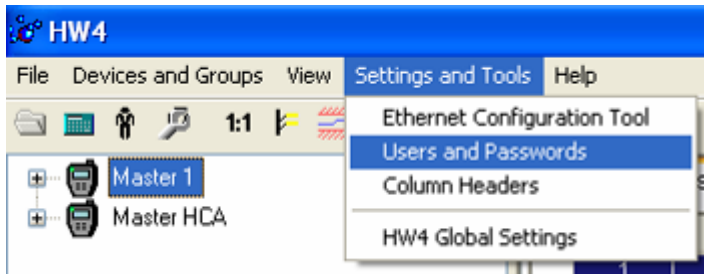 HW4
File Devices and Groups View Settings and Tools Help
1:1
Ethernet Configuration Tool
Users and Passwords
Column Headers
HW4 Global Settings
Master 1
Master HCA
1